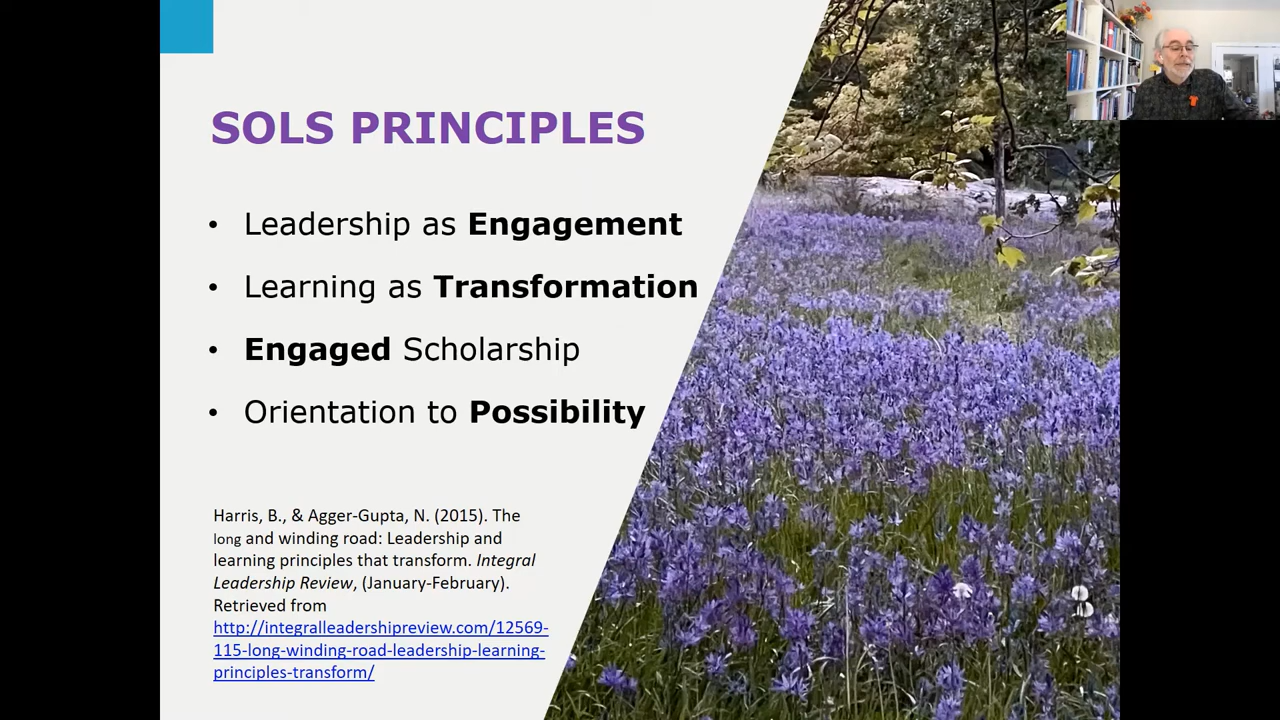 SOLS PRINCIPLES
• Leadership as Engagement
• Learning as Transformation
• Engaged Scholarship
• Orientation to Possibility
Harris, B., & Agger-Gupta, N. (2015). The
long and winding road: Leadership and
learning principles that transform. Integral
Leadership Review, (January-February).
Retrieved from
http://integralleadershipreview.com/12569-
115-long-winding-road-leadership-learning-
principles-transform/